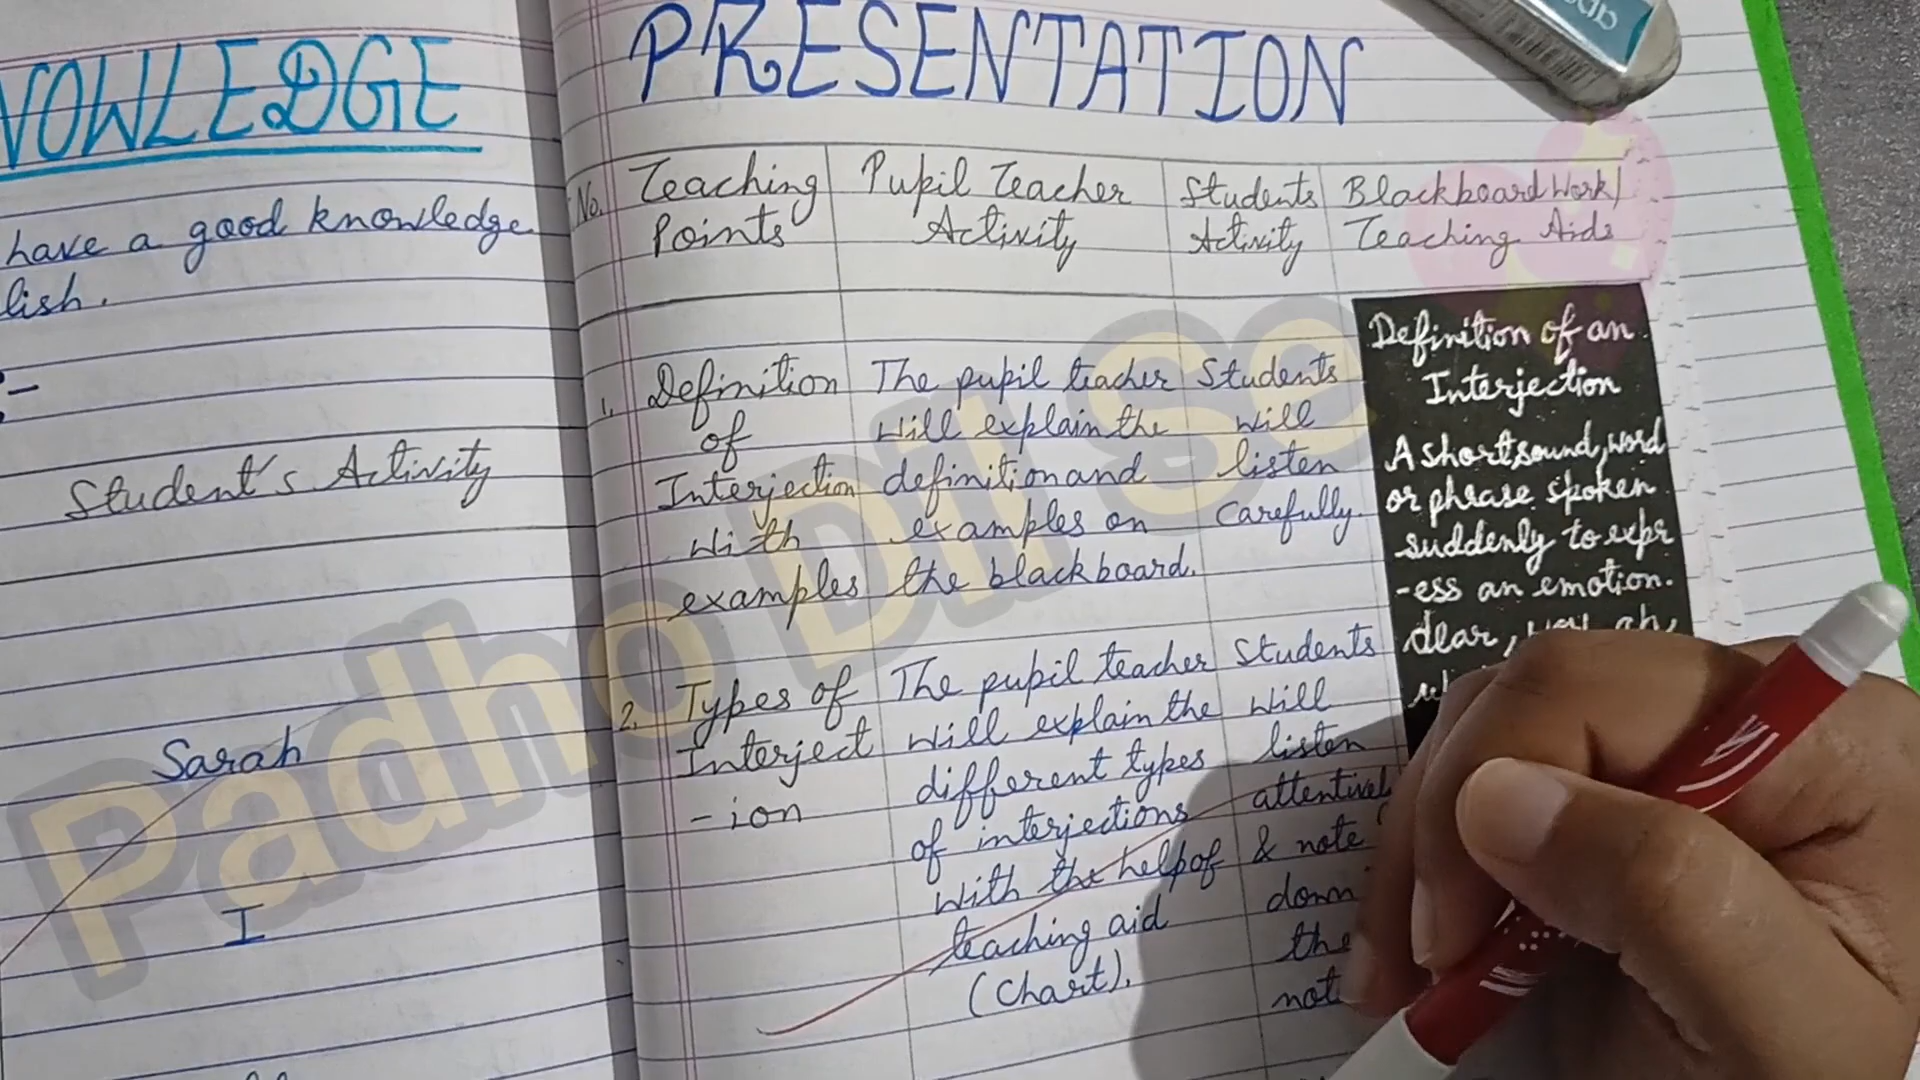 NOWLEDGE
have a good knowledge
lish.
:-
Student's Activity
Sarah
I
PRESENTATION
No. Teaching Points
Pupil Teacher Activity
Students Activity
Blackboard Work/
Teaching Aids
1. Definition
of
Interjection
with
examples
The pupil teacher
will explain the
definition and
examples on
the blackboard.
Students
will
listen
carefully.
Definition of an
Interjection
A short sound, word
or phrase spoken
suddenly to expr
-ess an emotion.
dear,
2. Types of
Interject
-ion
The pupil teacher
will explain the
different types
of interjections
with the help of
teaching aid
(Chart).
Students
will
listen
attentively
& note
down
the
Padho Dil se